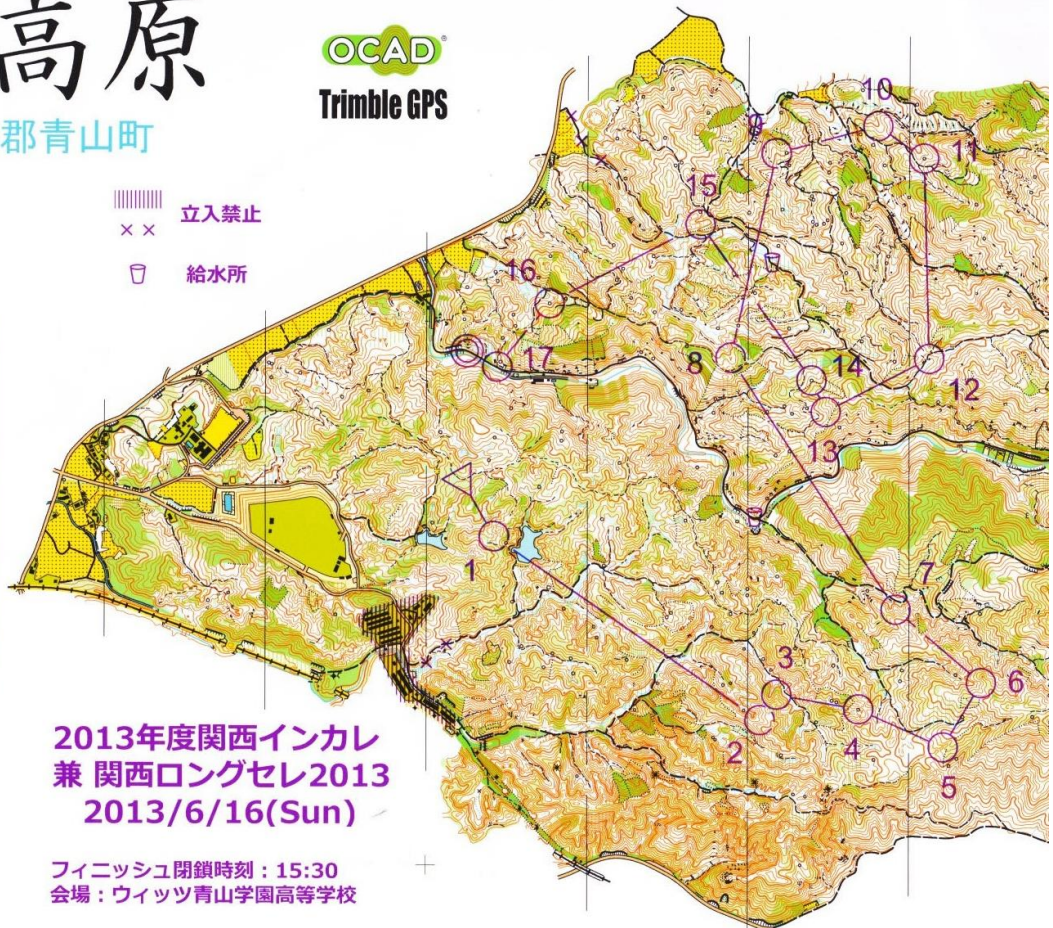 高原
郡青山町
OCAD
Trimble GPS
立入禁止
× ×
給水所
10
9
11
15
16
17
8
14
12
13
1
7
3
6
2
4
5
2013年度関西インカレ
兼 関西ロングセレ2013
2013/6/16(Sun)
フィニッシュ閉鎖時刻：15:30
会場：ウィッツ青山学園高等学校